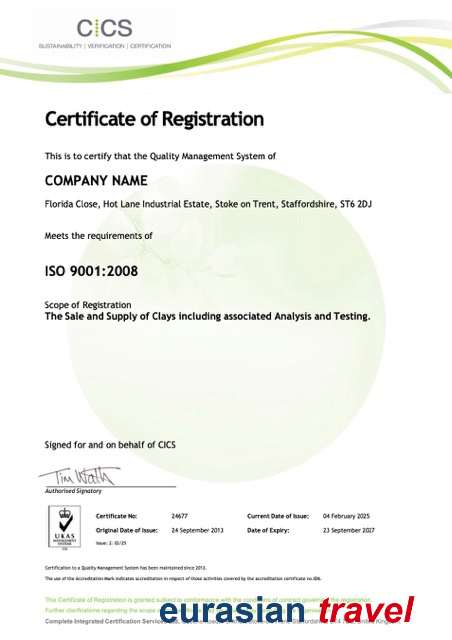 CICS
SUSTAINABILITY | VERIFICATION | CERTIFICATION
Certificate of Registration
This is to certify that the Quality Management System of
COMPANY NAME
Florida Close, Hot Lane Industrial Estate, Stoke on Trent, Staffordshire, ST6 2DJ
Meets the requirements of
ISO 9001:2008
Scope of Registration
The Sale and Supply of Clays including associated Analysis and Testing.
Signed for and on behalf of CICS
Authorised Signatory
Certificate No: 24677 Current Date of Issue: 04 February 2025
Original Date of Issue: 24 September 2013 Date of Expiry: 23 September 2027
Issue: 2: 02/25
UKAS
MANAGEMENT
SYSTEMS
Certification to a Quality Management System has been maintained since 2013.
The use of the Accreditation Mark indicates accreditation in respect of those activities covered by the accreditation certificate no.
This Certificate of Registration is granted subject to conformance with the conditions of contract governing the registration.
Further clarifications regarding the scope
eurasian travel
Complete Integrated Certification Services